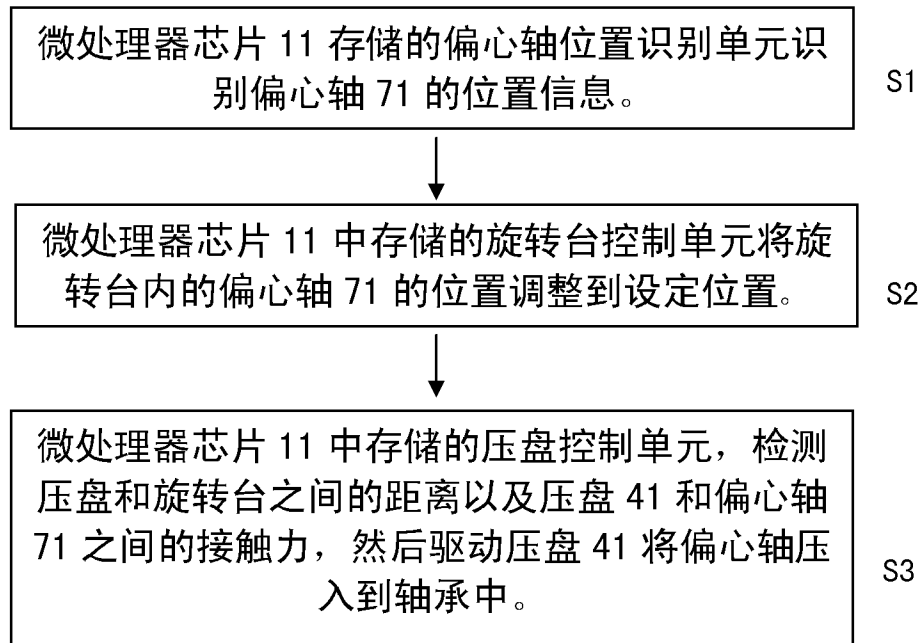 微处理器芯片 11 存储的偏心轴位置识别单元识
别偏心轴 71 的位置信息。
S1
微处理器芯片 11 中存储的旋转台控制单元将旋
转台内的偏心轴 71 的位置调整到设定位置。
S2
微处理器芯片 11 中存储的压盘控制单元，检测
压盘和旋转台之间的距离以及压盘 41 和偏心轴
71 之间的接触力，然后驱动压盘 41 将偏心轴压
入到轴承中。
S3